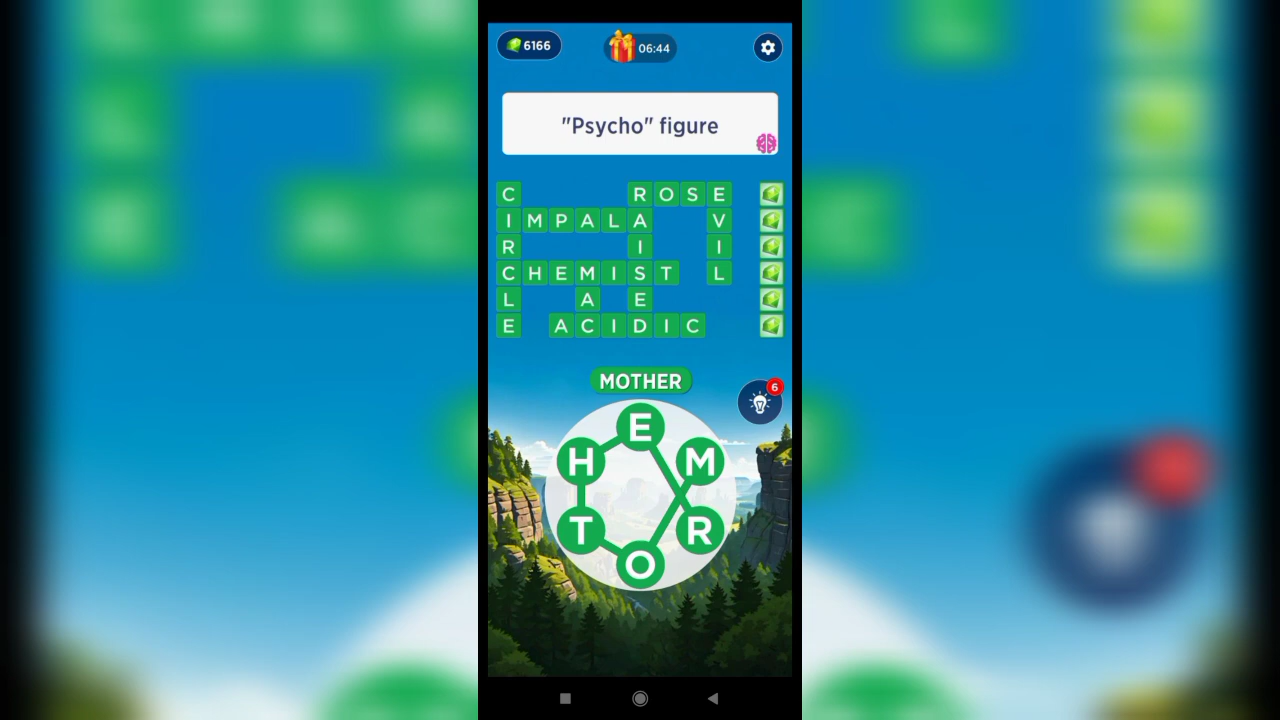 6166
06:44
"Psycho" figure
C ROSE
IMPALA V
R I I
CHEMIST L
L A E
E ACIDIC
MOTHER
6
E
H M
T R
O